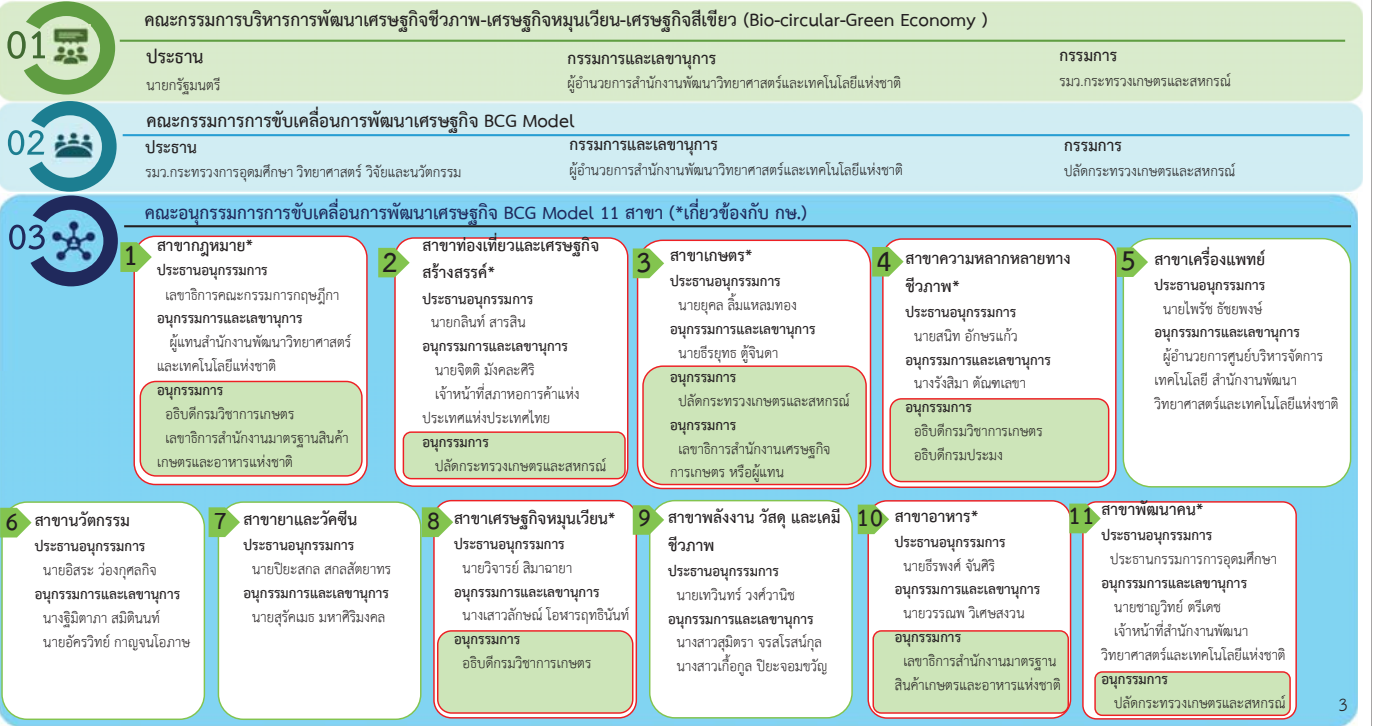 01
คณะกรรมการบริหารการพัฒนาเศรษฐกิจชีวภาพ-เศรษฐกิจหมุนเวียน-เศรษฐกิจสีเขียว (Bio-circular-Green Economy )
ประธาน
นายกรัฐมนตรี
กรรมการและเลขานุการ
ผู้อำนวยการสำนักงานพัฒนาวิทยาศาสตร์และเทคโนโลยีแห่งชาติ
กรรมการ
รมว.กระทรวงเกษตรและสหกรณ์
02
คณะกรรมการการขับเคลื่อนการพัฒนาเศรษฐกิจ BCG Model
ประธาน
รมว.กระทรวงการอุดมศึกษา วิทยาศาสตร์ วิจัยและนวัตกรรม
กรรมการและเลขานุการ
ผู้อำนวยการสำนักงานพัฒนาวิทยาศาสตร์และเทคโนโลยีแห่งชาติ
กรรมการ
ปลัดกระทรวงเกษตรและสหกรณ์
03
คณะอนุกรรมการการขับเคลื่อนการพัฒนาเศรษฐกิจ BCG Model 11 สาขา (*เกี่ยวข้องกับ กษ.)
1
สาขากฎหมาย*
ประธานอนุกรรมการ
เลขาธิการคณะกรรมการกฤษฎีกา
อนุกรรมการและเลขานุการ
ผู้แทนสำนักงานพัฒนาวิทยาศาสตร์
และเทคโนโลยีแห่งชาติ
อนุกรรมการ
อธิบดีกรมวิชาการเกษตร
เลขาธิการสำนักงานมาตรฐานสินค้า
เกษตรและอาหารแห่งชาติ
2
สาขาท่องเที่ยวและเศรษฐกิจ
สร้างสรรค์*
ประธานอนุกรรมการ
นายกลินท์ สารสิน
อนุกรรมการและเลขานุการ
นายจิตติ มังคละศิริ
เจ้าหน้าที่สภาหอการค้าแห่ง
ประเทศแห่งประเทศไทย
อนุกรรมการ
ปลัดกระทรวงเกษตรและสหกรณ์
3
สาขาเกษตร*
ประธานอนุกรรมการ
นายยุคล ลิ้มแหลมทอง
อนุกรรมการและเลขานุการ
นายธีรยุทธ ตู้จินดา
อนุกรรมการ
ปลัดกระทรวงเกษตรและสหกรณ์
อนุกรรมการ
เลขาธิการสำนักงานเศรษฐกิจ
การเกษตร หรือผู้แทน
4
สาขาความหลากหลายทาง
ชีวภาพ*
ประธานอนุกรรมการ
นายสนิท อักษรแก้ว
อนุกรรมการและเลขานุการ
นางรังสิมา ตัณฑเลขา
อนุกรรมการ
อธิบดีกรมวิชาการเกษตร
อธิบดีกรมประมง
5
สาขาเครื่องแพทย์
ประธานอนุกรรมการ
นายไพรัช ธัชยพงษ์
อนุกรรมการและเลขานุการ
ผู้อำนวยการศูนย์บริหารจัดการ
เทคโนโลยี สำนักงานพัฒนา
วิทยาศาสตร์และเทคโนโลยีแห่งชาติ
6
สาขานวัตกรรม
ประธานอนุกรรมการ
นายอิสระ ว่องกุศลกิจ
อนุกรรมการและเลขานุการ
นางฐิมิตาภา สมิตินนท์
นายอัครวิทย์ กาญจนโอภาษ
7
สาขายาและวัคซีน
ประธานอนุกรรมการ
นายปิยะสกล สกลสัตยาทร
อนุกรรมการและเลขานุการ
นายสุรัคเมธ มหาศิริมงคล
8
สาขาเศรษฐกิจหมุนเวียน*
ประธานอนุกรรมการ
นายวิจารย์ สิมาฉายา
อนุกรรมการและเลขานุการ
นางเสาวลักษณ์ โอฬารฤทธินันท์
อนุกรรมการ
อธิบดีกรมวิชาการเกษตร
9
สาขาพลังงาน วัสดุ และเคมี
ชีวภาพ
ประธานอนุกรรมการ
นายเทวินทร์ วงศ์วานิช
อนุกรรมการและเลขานุการ
นางสาวสุมิตรา จรสโรสน์กุล
นางสาวเกื้อกูล ปิยะจอมขวัญ
10
สาขาอาหาร*
ประธานอนุกรรมการ
นายธีรพงศ์ จันศิริ
อนุกรรมการและเลขานุการ
นายวรรณพ วิเศษสงวน
อนุกรรมการ
เลขาธิการสำนักงานมาตรฐาน
สินค้าเกษตรและอาหารแห่งชาติ
11
สาขาพัฒนาคน*
ประธานอนุกรรมการ
ประธานกรรมการการอุดมศึกษา
อนุกรรมการและเลขานุการ
นายชาญวิทย์ ตรีเดช
เจ้าหน้าที่สำนักงานพัฒนา
วิทยาศาสตร์และเทคโนโลยีแห่งชาติ
อนุกรรมการ
ปลัดกระทรวงเกษตรและสหกรณ์
3